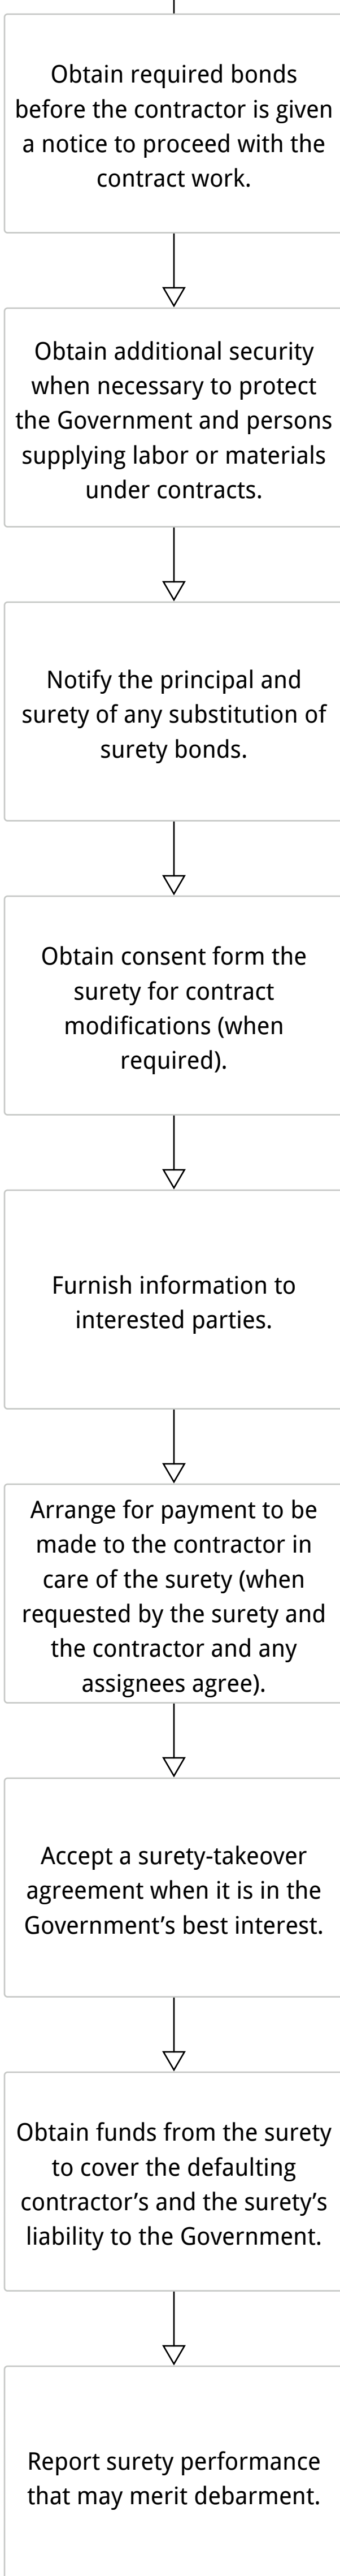 Obtain required bonds
before the contractor is given
a notice to proceed with the
contract work.
Obtain additional security
when necessary to protect
the Government and persons
supplying labor or materials
under contracts.
Notify the principal and
surety of any substitution of
surety bonds.
Obtain consent form the
surety for contract
modifications (when
required).
Furnish information to
interested parties.
Arrange for payment to be
made to the contractor in
care of the surety (when
requested by the surety and
the contractor and any
assignees agree).
Accept a surety-takeover
agreement when it is in the
Government’s best interest.
Obtain funds from the surety
to cover the defaulting
contractor’s and the surety’s
liability to the Government.
Report surety performance
that may merit debarment.